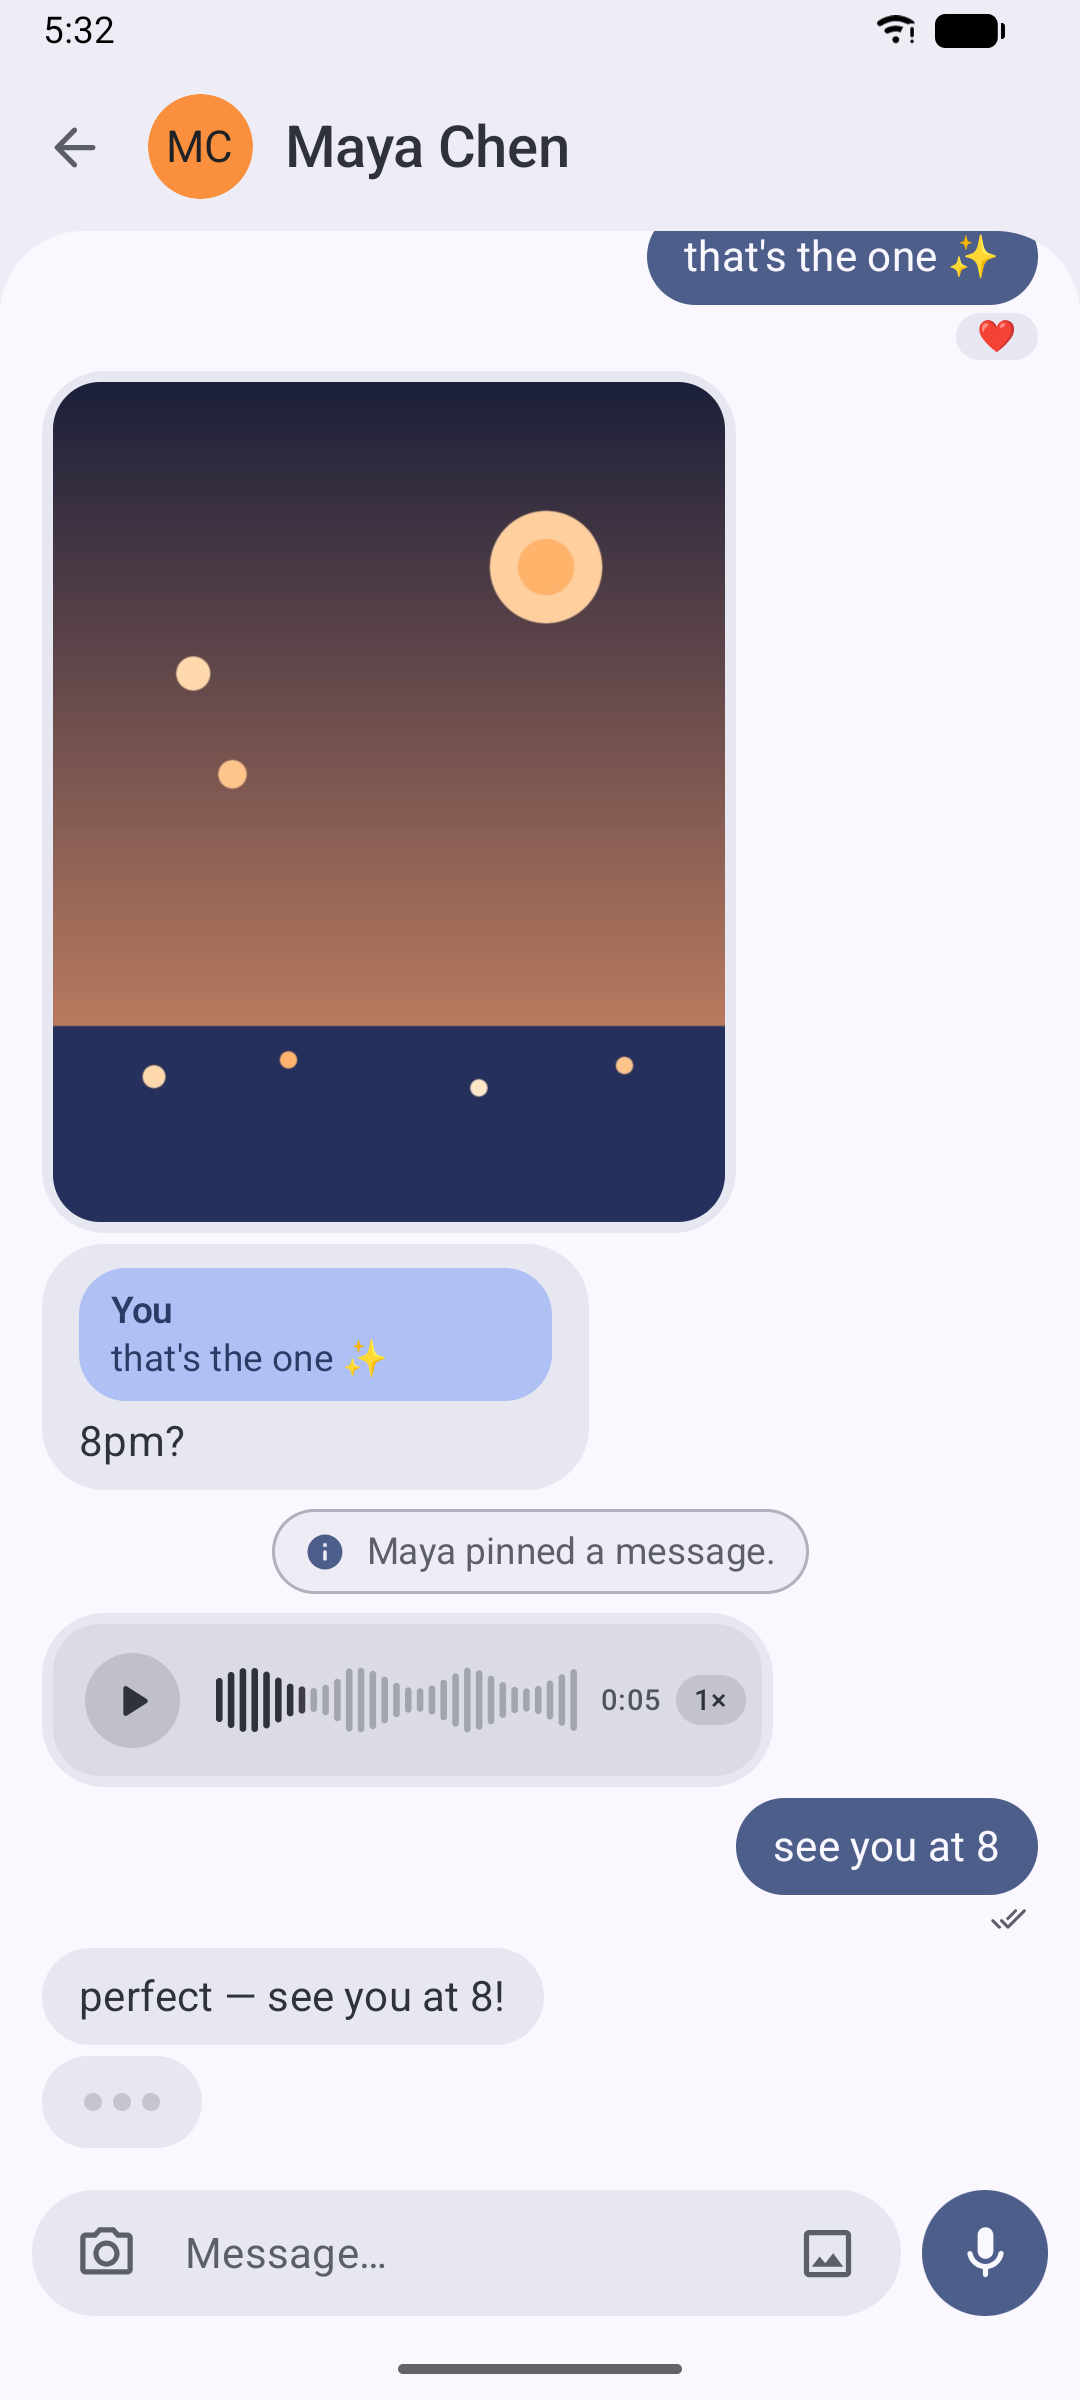 5:32
MC
Maya Chen
that's the one ✨
❤️
You
that's the one ✨
8pm?
Maya pinned a message.
0:05
1×
see you at 8
perfect — see you at 8!
Message…